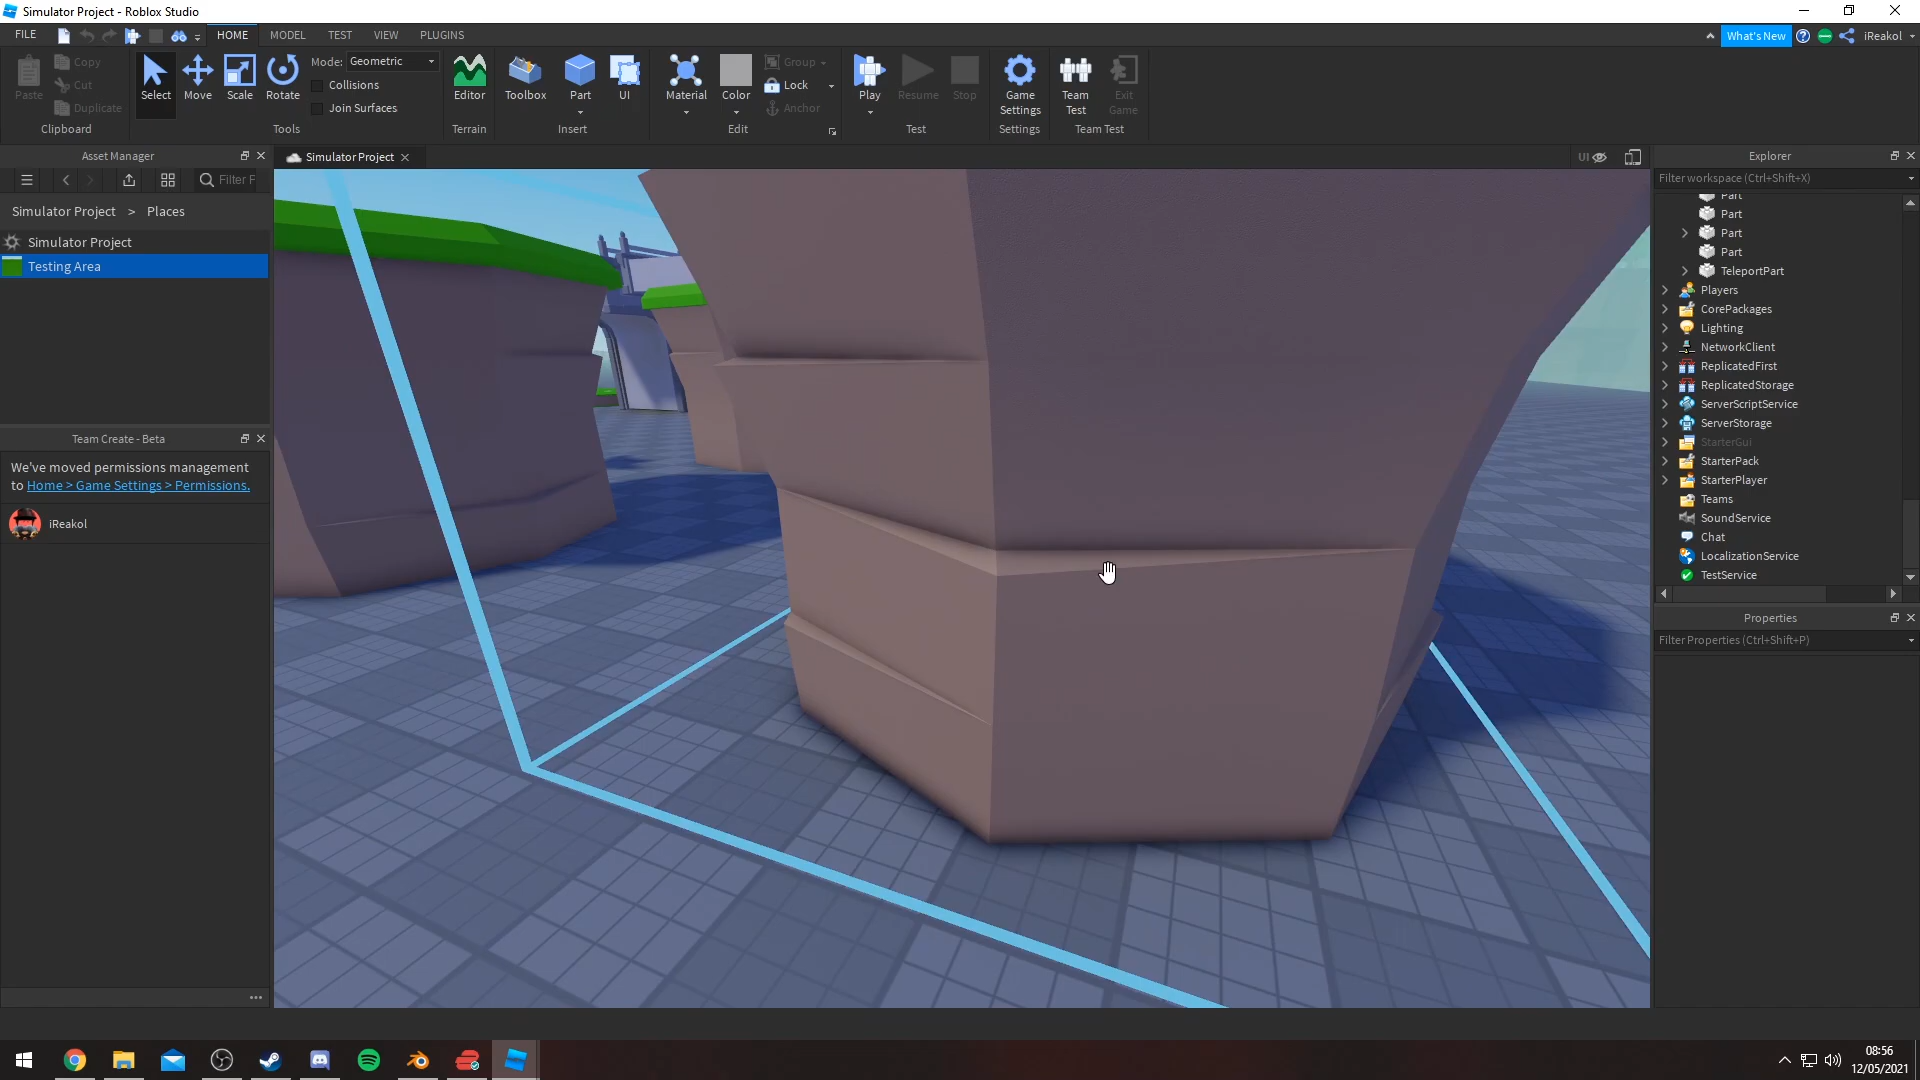 Simulator Project - Roblox Studio
FILE
HOME
MODEL
TEST
VIEW
PLUGINS
What's New
iReakol
Paste
Copy
Cut
Duplicate
Clipboard
Select
Move
Scale
Rotate
Mode: Geometric
Collisions
Join Surfaces
Tools
Editor
Terrain
Toolbox
Part
UI
Insert
Material
Color
Group
Lock
Anchor
Edit
Play
Resume
Stop
Test
Game
Settings
Settings
Team
Test
Exit
Game
Team Test
Asset Manager
Filter F
Simulator Project > Places
Simulator Project
Testing Area
Team Create - Beta
We've moved permissions management
to Home > Game Settings > Permissions.
iReakol
Simulator Project
UI
Explorer
Filter workspace (Ctrl+Shift+X)
Part
Part
Part
Part
TeleportPart
Players
CorePackages
Lighting
NetworkClient
ReplicatedFirst
ReplicatedStorage
ServerScriptService
ServerStorage
StarterGui
StarterPack
StarterPlayer
Teams
SoundService
Chat
LocalizationService
TestService
Properties
Filter Properties (Ctrl+Shift+P)
08:56
12/05/2021